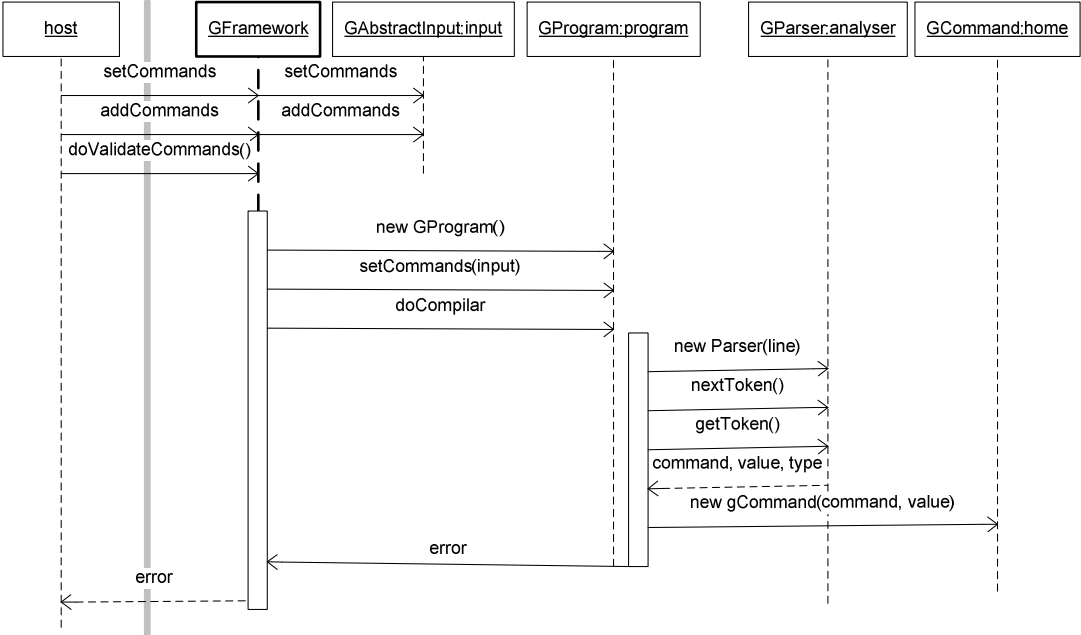 host
GFramework
GAbstractInput:input
GProgram:program
GParser:analyser
GCommand:home
setCommands
setCommands
addCommands
addCommands
doValidateCommands()
new GProgram()
setCommands(input)
doCompilar
new Parser(line)
nextToken()
getToken()
command, value, type
new gCommand(command, value)
error
error